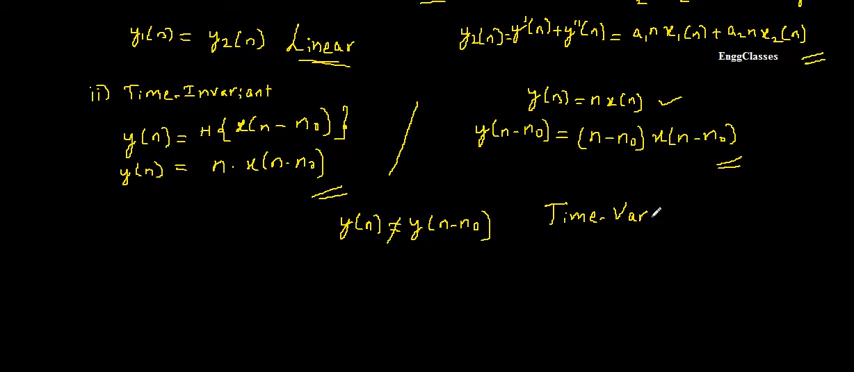 y₁(n) = y₂(n) Linear
y₂(n) = y'(n) + y''(n) = a₁n x₁(n) + a₂n x₂(n)
EnggClasses
ii) Time-Invariant
y(n) = H{x(n-n₀)}
y(n) = n · x(n-n₀)
y(n) = n x(n) ✓
y(n-n₀) = (n-n₀) x(n-n₀)
y(n) ≠ y(n-n₀) Time-Var